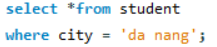 select *from student
where city = 'da nang';